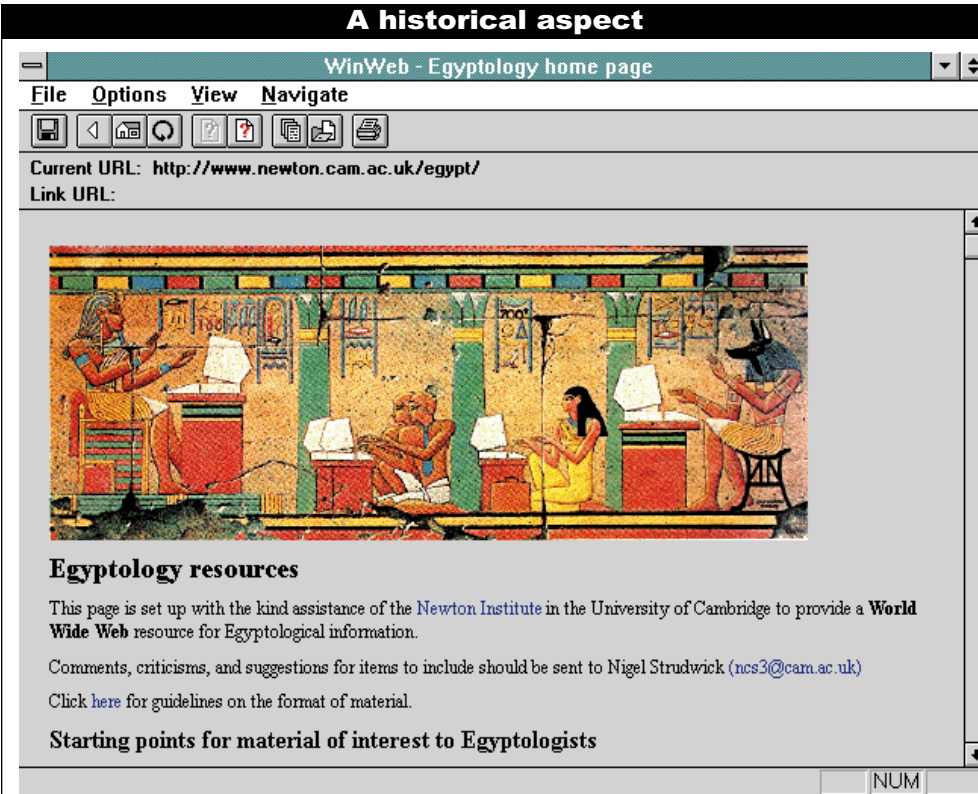 A historical aspect
WinWeb - Egyptology home page
File Options View Navigate
Current URL: http://www.newton.cam.ac.uk/egypt/
Link URL:
Egyptology resources
This page is set up with the kind assistance of the Newton Institute in the University of Cambridge to provide a World
Wide Web resource for Egyptological information.
Comments, criticisms, and suggestions for items to include should be sent to Nigel Strudwick (ncs3@cam.ac.uk)
Click here for guidelines on the format of material.
Starting points for material of interest to Egyptologists
NUM